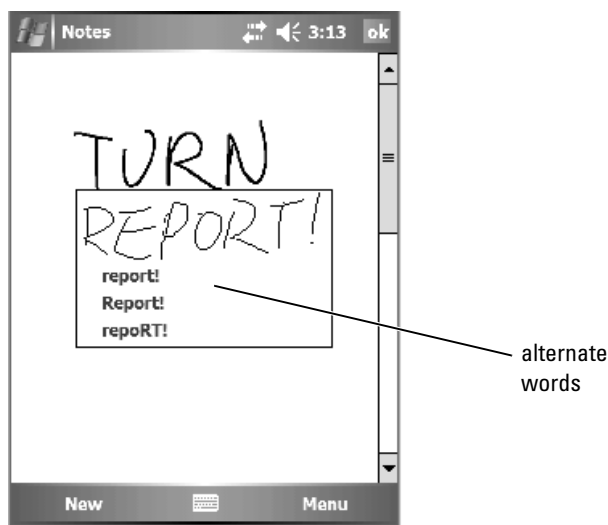 Notes 3:13 ok
TURN
REPORT!
report!
Report!
repoRT!
alternate
words
New Menu